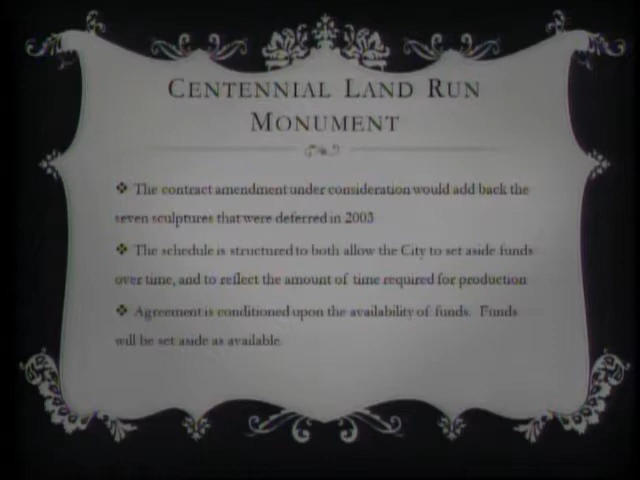 CENTENNIAL LAND RUN
MONUMENT
❖ The contract amendment under consideration would add back the
seven sculptures that were deferred in 2003
❖ The schedule is structured to both allow the City to set aside funds
over time, and to reflect the amount of time required for production
❖ Agreement is conditioned upon the availability of funds. Funds
will be set aside as available.